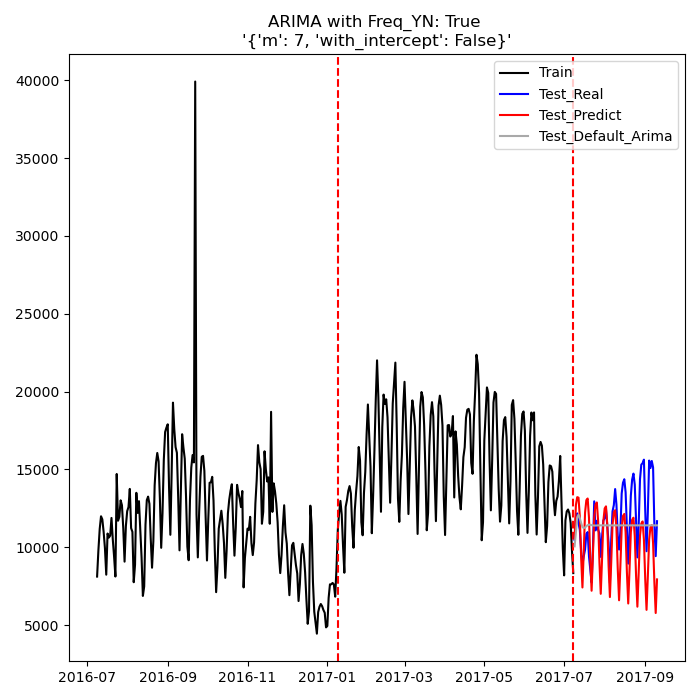 ARIMA with Freq_YN: True
'{'m': 7, 'with_intercept': False}'
40000
35000
30000
25000
20000
15000
10000
5000
Train
Test_Real
Test_Predict
Test_Default_Arima
2016-07 2016-09 2016-11 2017-01 2017-03 2017-05 2017-07 2017-09